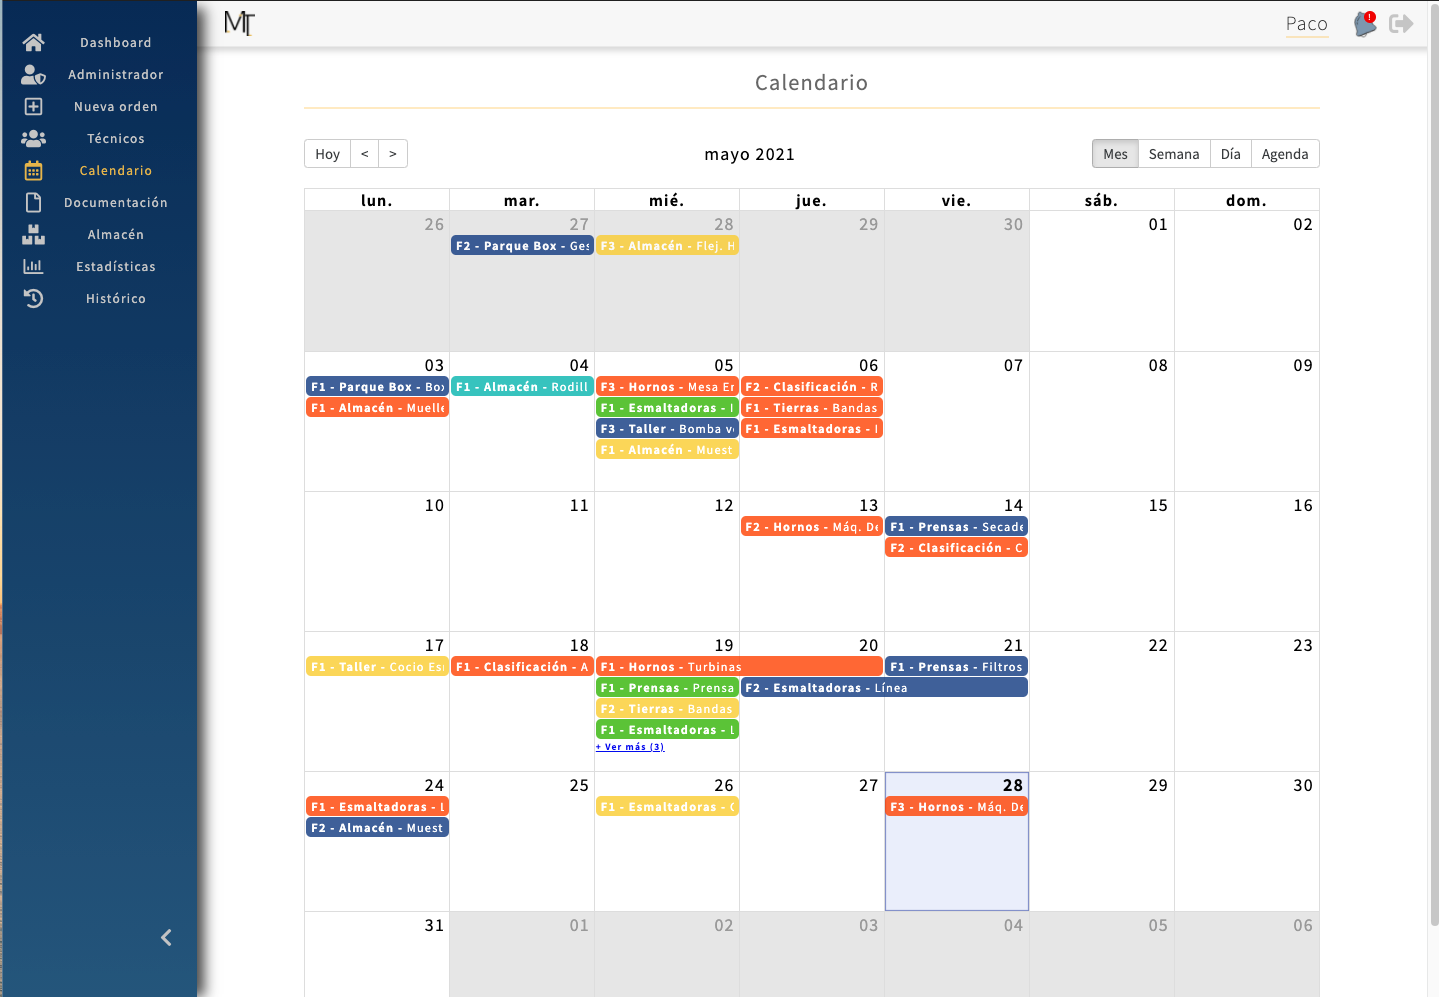 Dashboard
Administrador
Nueva orden
Técnicos
Calendario
Documentación
Almacén
Estadísticas
Histórico
MT
Paco
!
Calendario
Hoy < >
mayo 2021
Mes Semana Día Agenda
lun. mar. mié. jue. vie. sáb. dom.
26 27 28 29 30 01 02
F2 - Parque Box - Ges F3 - Almacén - Flej. H
03 04 05 06 07 08 09
F1 - Parque Box - Box F1 - Almacén - Rodill F3 - Hornos - Mesa En F2 - Clasificación - R
F1 - Almacén - Muelle F1 - Esmaltadoras - F1 - Tierras - Bandas
F3 - Taller - Bomba v F1 - Esmaltadoras -
F1 - Almacén - Muest
10 11 12 13 14 15 16
F2 - Hornos - Máq. De F1 - Prensas - Secade
F2 - Clasificación - C
17 18 19 20 21 22 23
F1 - Taller - Cocio Es F1 - Clasificación - A F1 - Hornos - Turbinas F1 - Prensas - Filtros
F1 - Prensas - Prensa F2 - Esmaltadoras - Línea
F2 - Tierras - Bandas
F1 - Esmaltadoras - L
+ Ver más (3)
24 25 26 27 28 29 30
F1 - Esmaltadoras - L F1 - Esmaltadoras - C F3 - Hornos - Máq. De
F2 - Almacén - Muest
31 01 02 03 04 05 06